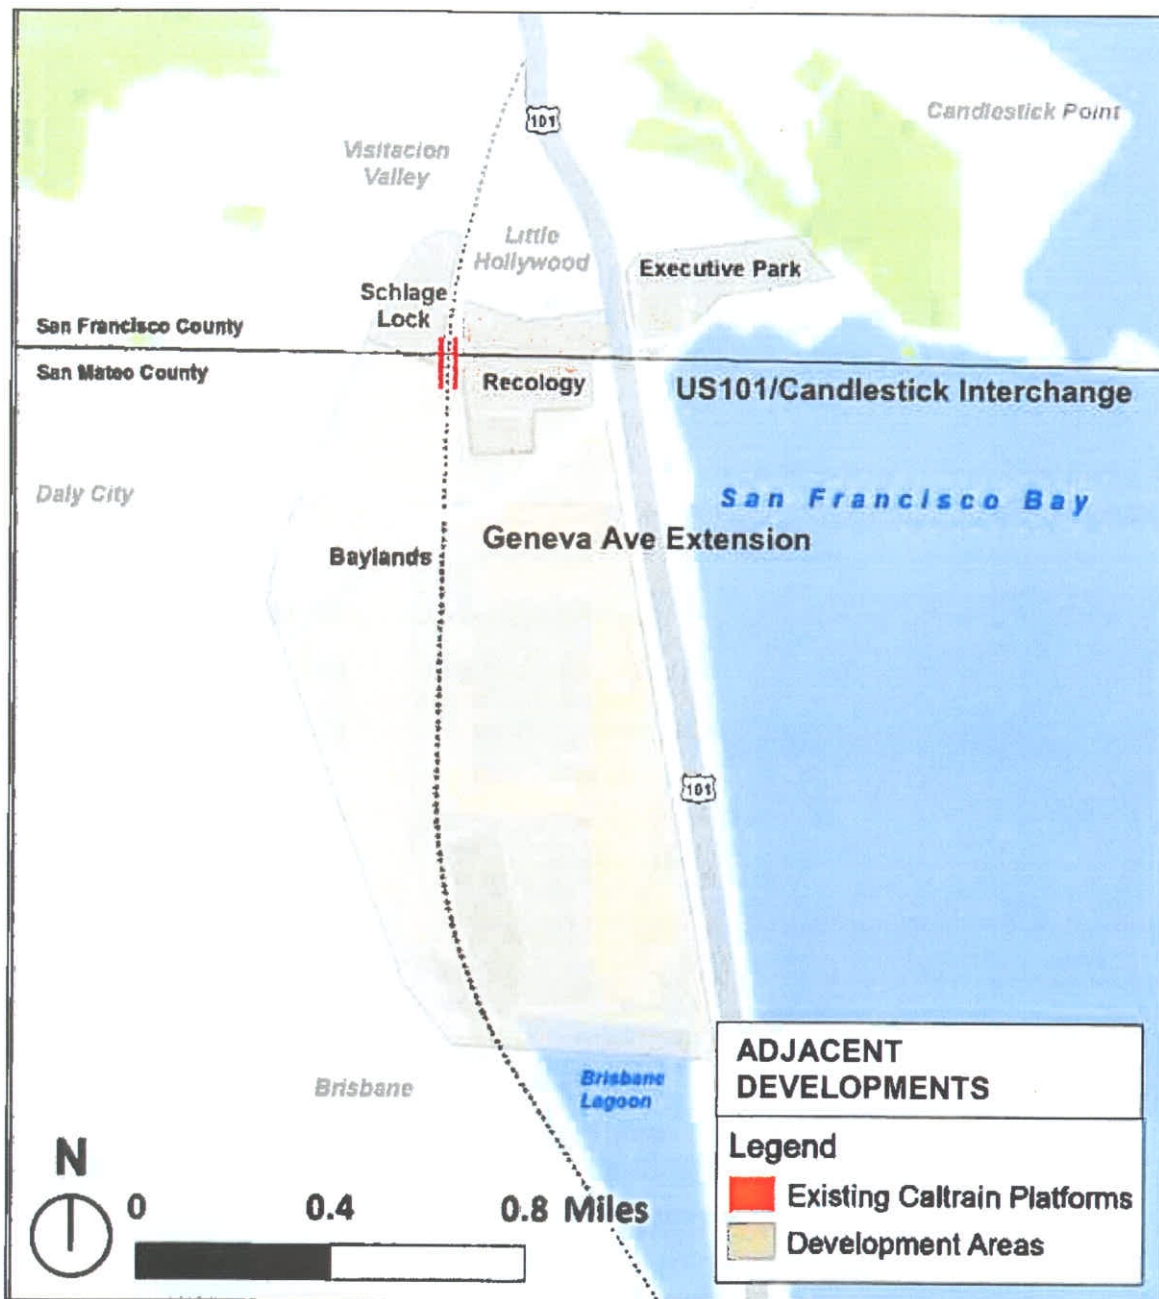 101
Candlestick Point
Visitacion
Valley
Little
Hollywood
Executive Park
Schlage
Lock
San Francisco County
San Mateo County
Recology
US101/Candlestick Interchange
Daly City
San Francisco Bay
Geneva Ave Extension
Baylands
101
Brisbane
Brisbane
Lagoon
ADJACENT
DEVELOPMENTS
Legend
Existing Caltrain Platforms
Development Areas
N
0 0.4 0.8 Miles